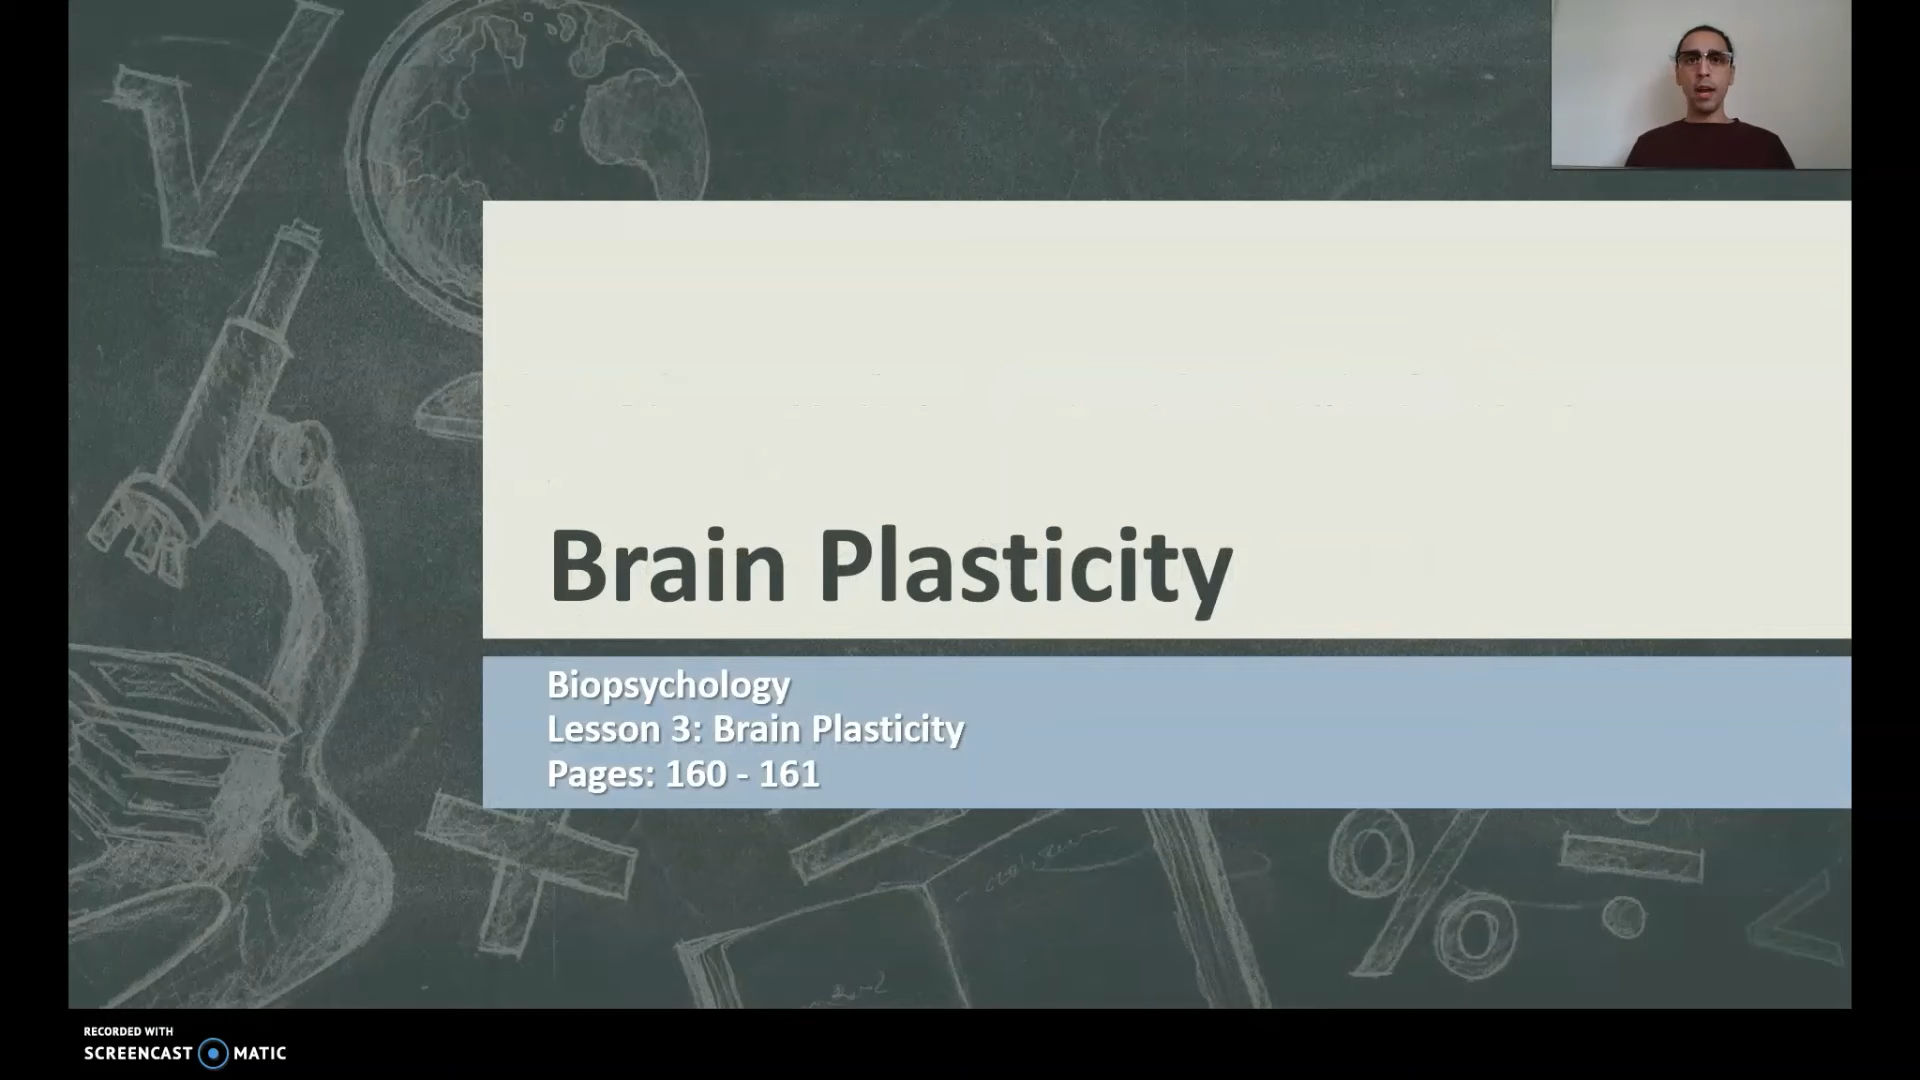 Brain Plasticity
Biopsychology
Lesson 3: Brain Plasticity
Pages: 160 - 161
RECORDED WITH
SCREENCAST MATIC